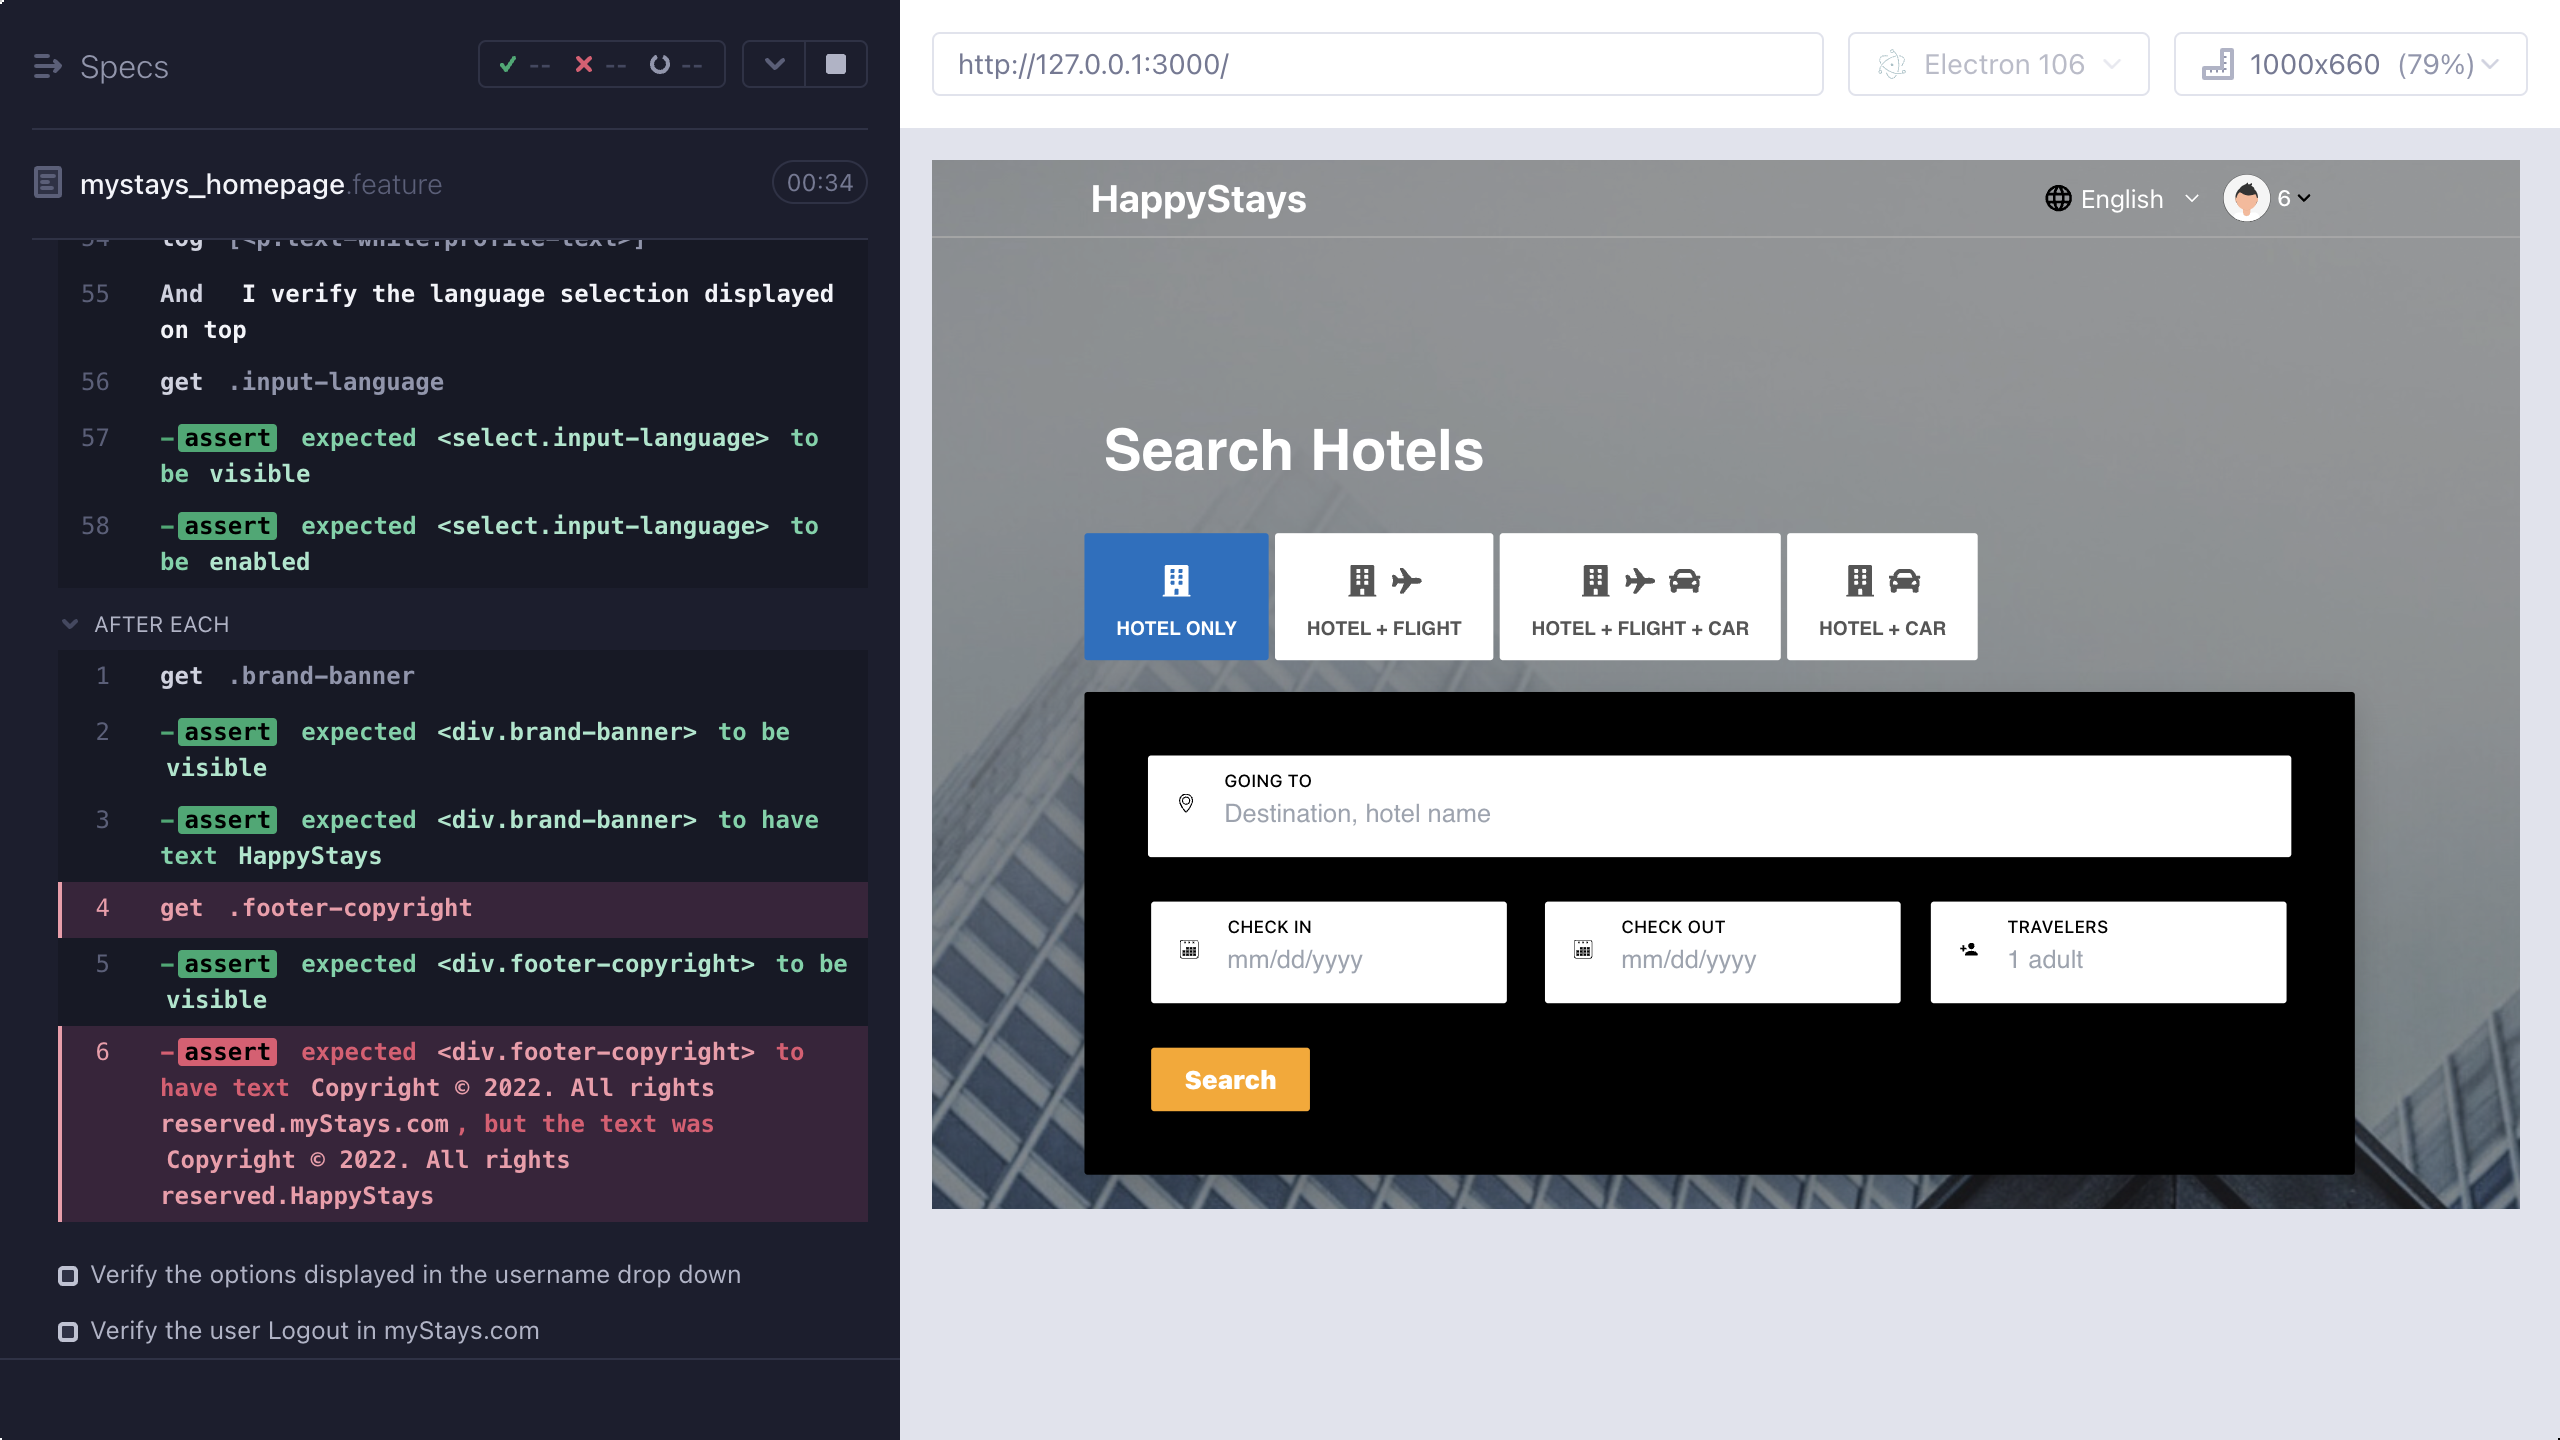 Specs
-- -- --
mystays_homepage.feature 00:34
54 log [<p.text-white.profile-text>]
55 And I verify the language selection displayed
on top
56 get .input-language
57 -assert expected <select.input-language> to
be visible
58 -assert expected <select.input-language> to
be enabled
AFTER EACH
1 get .brand-banner
2 -assert expected <div.brand-banner> to be
visible
3 -assert expected <div.brand-banner> to have
text HappyStays
4 get .footer-copyright
5 -assert expected <div.footer-copyright> to be
visible
6 -assert expected <div.footer-copyright> to
have text Copyright © 2022. All rights
reserved.myStays.com, but the text was
Copyright © 2022. All rights
reserved.HappyStays
Verify the options displayed in the username drop down
Verify the user Logout in myStays.com
http://127.0.0.1:3000/
Electron 106
1000x660 (79%)
HappyStays
English
6
Search Hotels
HOTEL ONLY
HOTEL + FLIGHT
HOTEL + FLIGHT + CAR
HOTEL + CAR
GOING TO
Destination, hotel name
CHECK IN
mm/dd/yyyy
CHECK OUT
mm/dd/yyyy
TRAVELERS
1 adult
Search